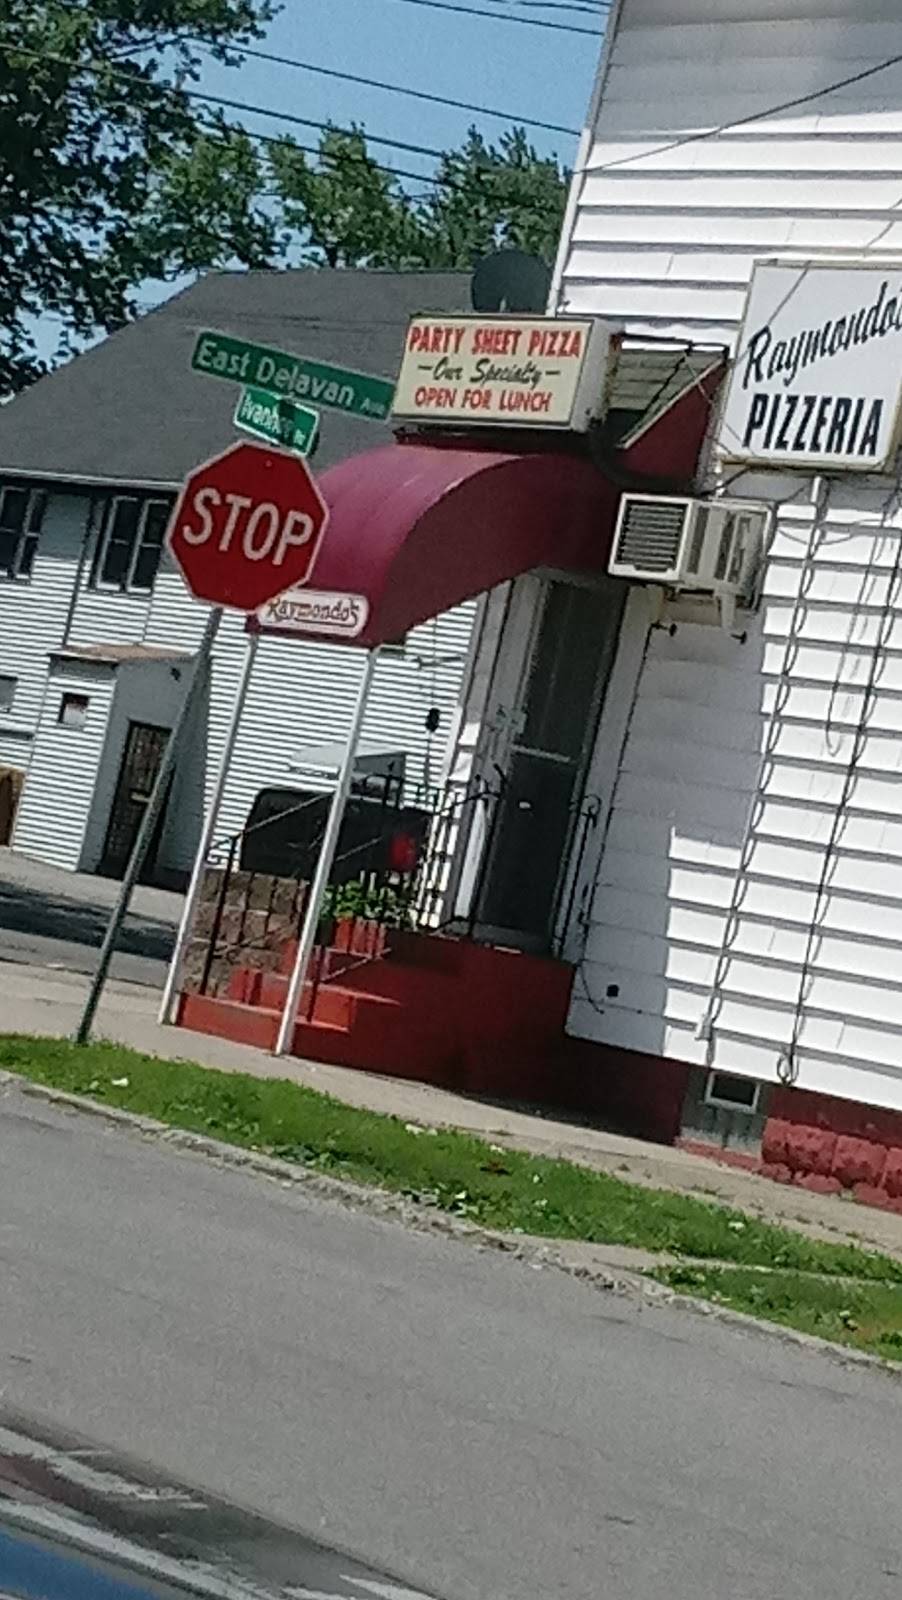 East Delavan Ave
STOP
PARTY SHEET PIZZA
-Our Specialty-
OPEN FOR LUNCH
Raymondo's
Raymondo's
PIZZERIA